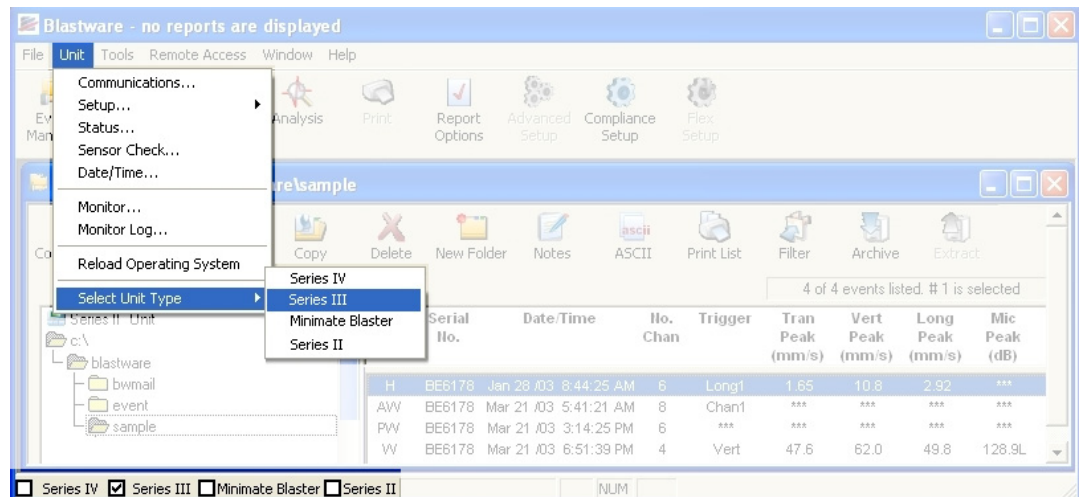 Blastware - no reports are displayed
File Unit Tools Remote Access Window Help
Communications...
Setup...
Status...
Sensor Check...
Date/Time...
Monitor...
Monitor Log...
Reload Operating System
Select Unit Type
Series IV
Series III
Minimate Blaster
Series II
Ev
Man
Analysis
Print
Report Options
Advanced Setup
Compliance Setup
Flex Setup
re\sample
Co
Copy Delete New Folder Notes ASCII Print List Filter Archive Extract
ascii
4 of 4 events listed. # 1 is selected
Series II Unit
c:\
blastware
bwmail
event
sample
Serial No. Date/Time No. Chan Trigger Tran Peak (mm/s) Vert Peak (mm/s) Long Peak (mm/s) Mic Peak (dB)
H BE6178 Jan 28 /03 8:44:25 AM 6 Long1 1.65 10.8 2.92 ***
AW BE6178 Mar 21 /03 5:41:21 AM 8 Chan1 *** *** *** ***
PW BE6178 Mar 21 /03 3:14:25 PM 6 *** *** *** *** ***
W BE6178 Mar 21 /03 6:51:39 PM 4 Vert 47.6 62.0 49.8 128.9L
Series IV Series III Minimate Blaster Series II NUM